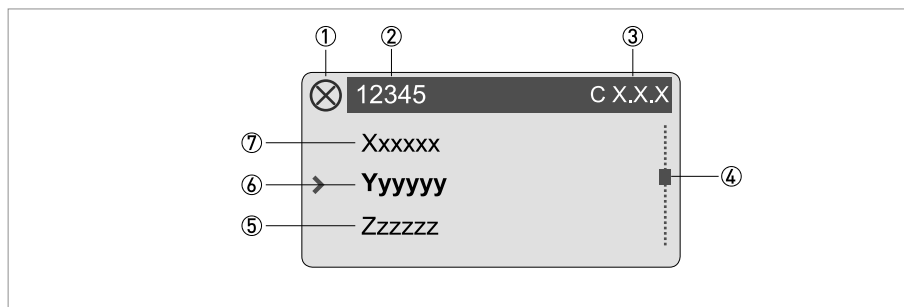 ① ② ③
12345 C X.X.X
⑦ Xxxxxx
⑥ Yyyyyy ④
⑤ Zzzzzz